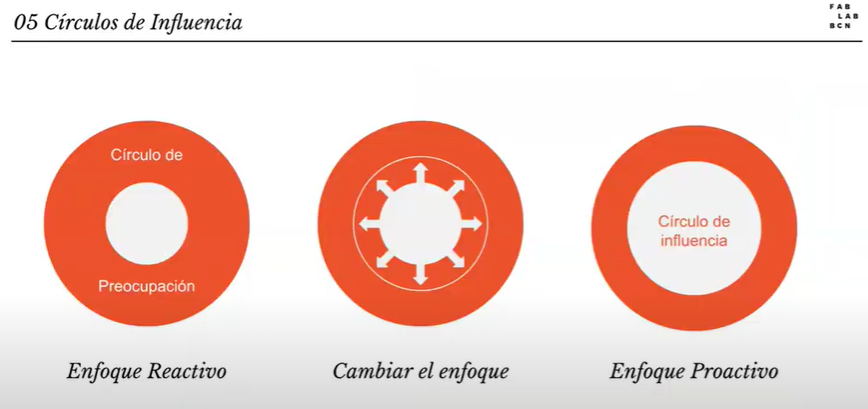 05 Círculos de Influencia
FAB
LAB
BCN
Círculo de
Preocupación
Círculo de
influencia
Enfoque Reactivo
Cambiar el enfoque
Enfoque Proactivo